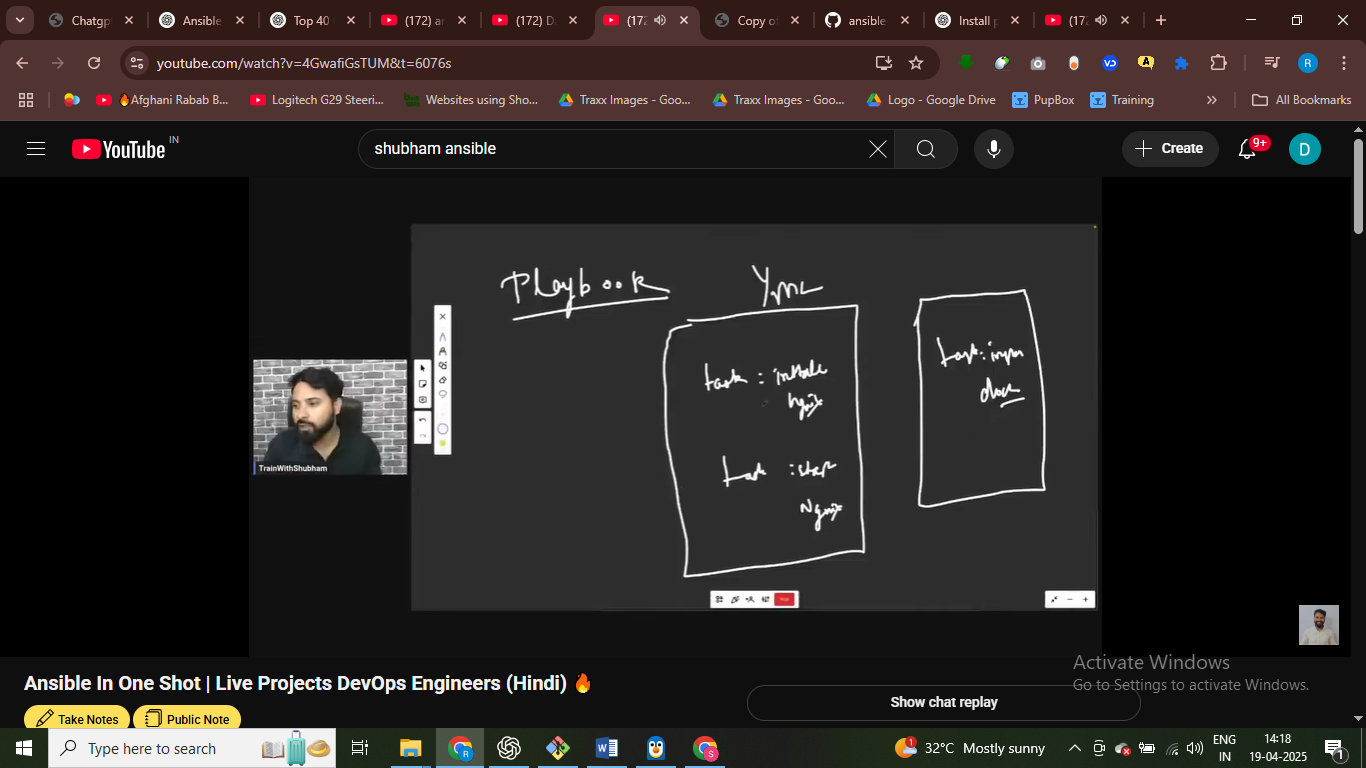 Chatgp
Ansible
Top 40
(172) ar
(172) D
(172
Copy of
ansible
Install p
(172
youtube.com/watch?v=4GwafiGsTUM&t=6076s
🔥Afghani Rabab B...
Logitech G29 Steeri...
Websites using Sho...
Traxx Images - Goo...
Traxx Images - Goo...
Logo - Google Drive
PupBox
Training
All Bookmarks
YouTube IN
shubham ansible
Create
9+
D
Playbook
YML
task : install
nginx
task : start
Nginx
task :
TrainWithShubham
Activate Windows
Go to Settings to activate Windows.
Ansible In One Shot | Live Projects DevOps Engineers (Hindi) 🔥
Show chat replay
Take Notes
Public Note
Type here to search
32°C Mostly sunny
ENG
IN
14:18
19-04-2025
1